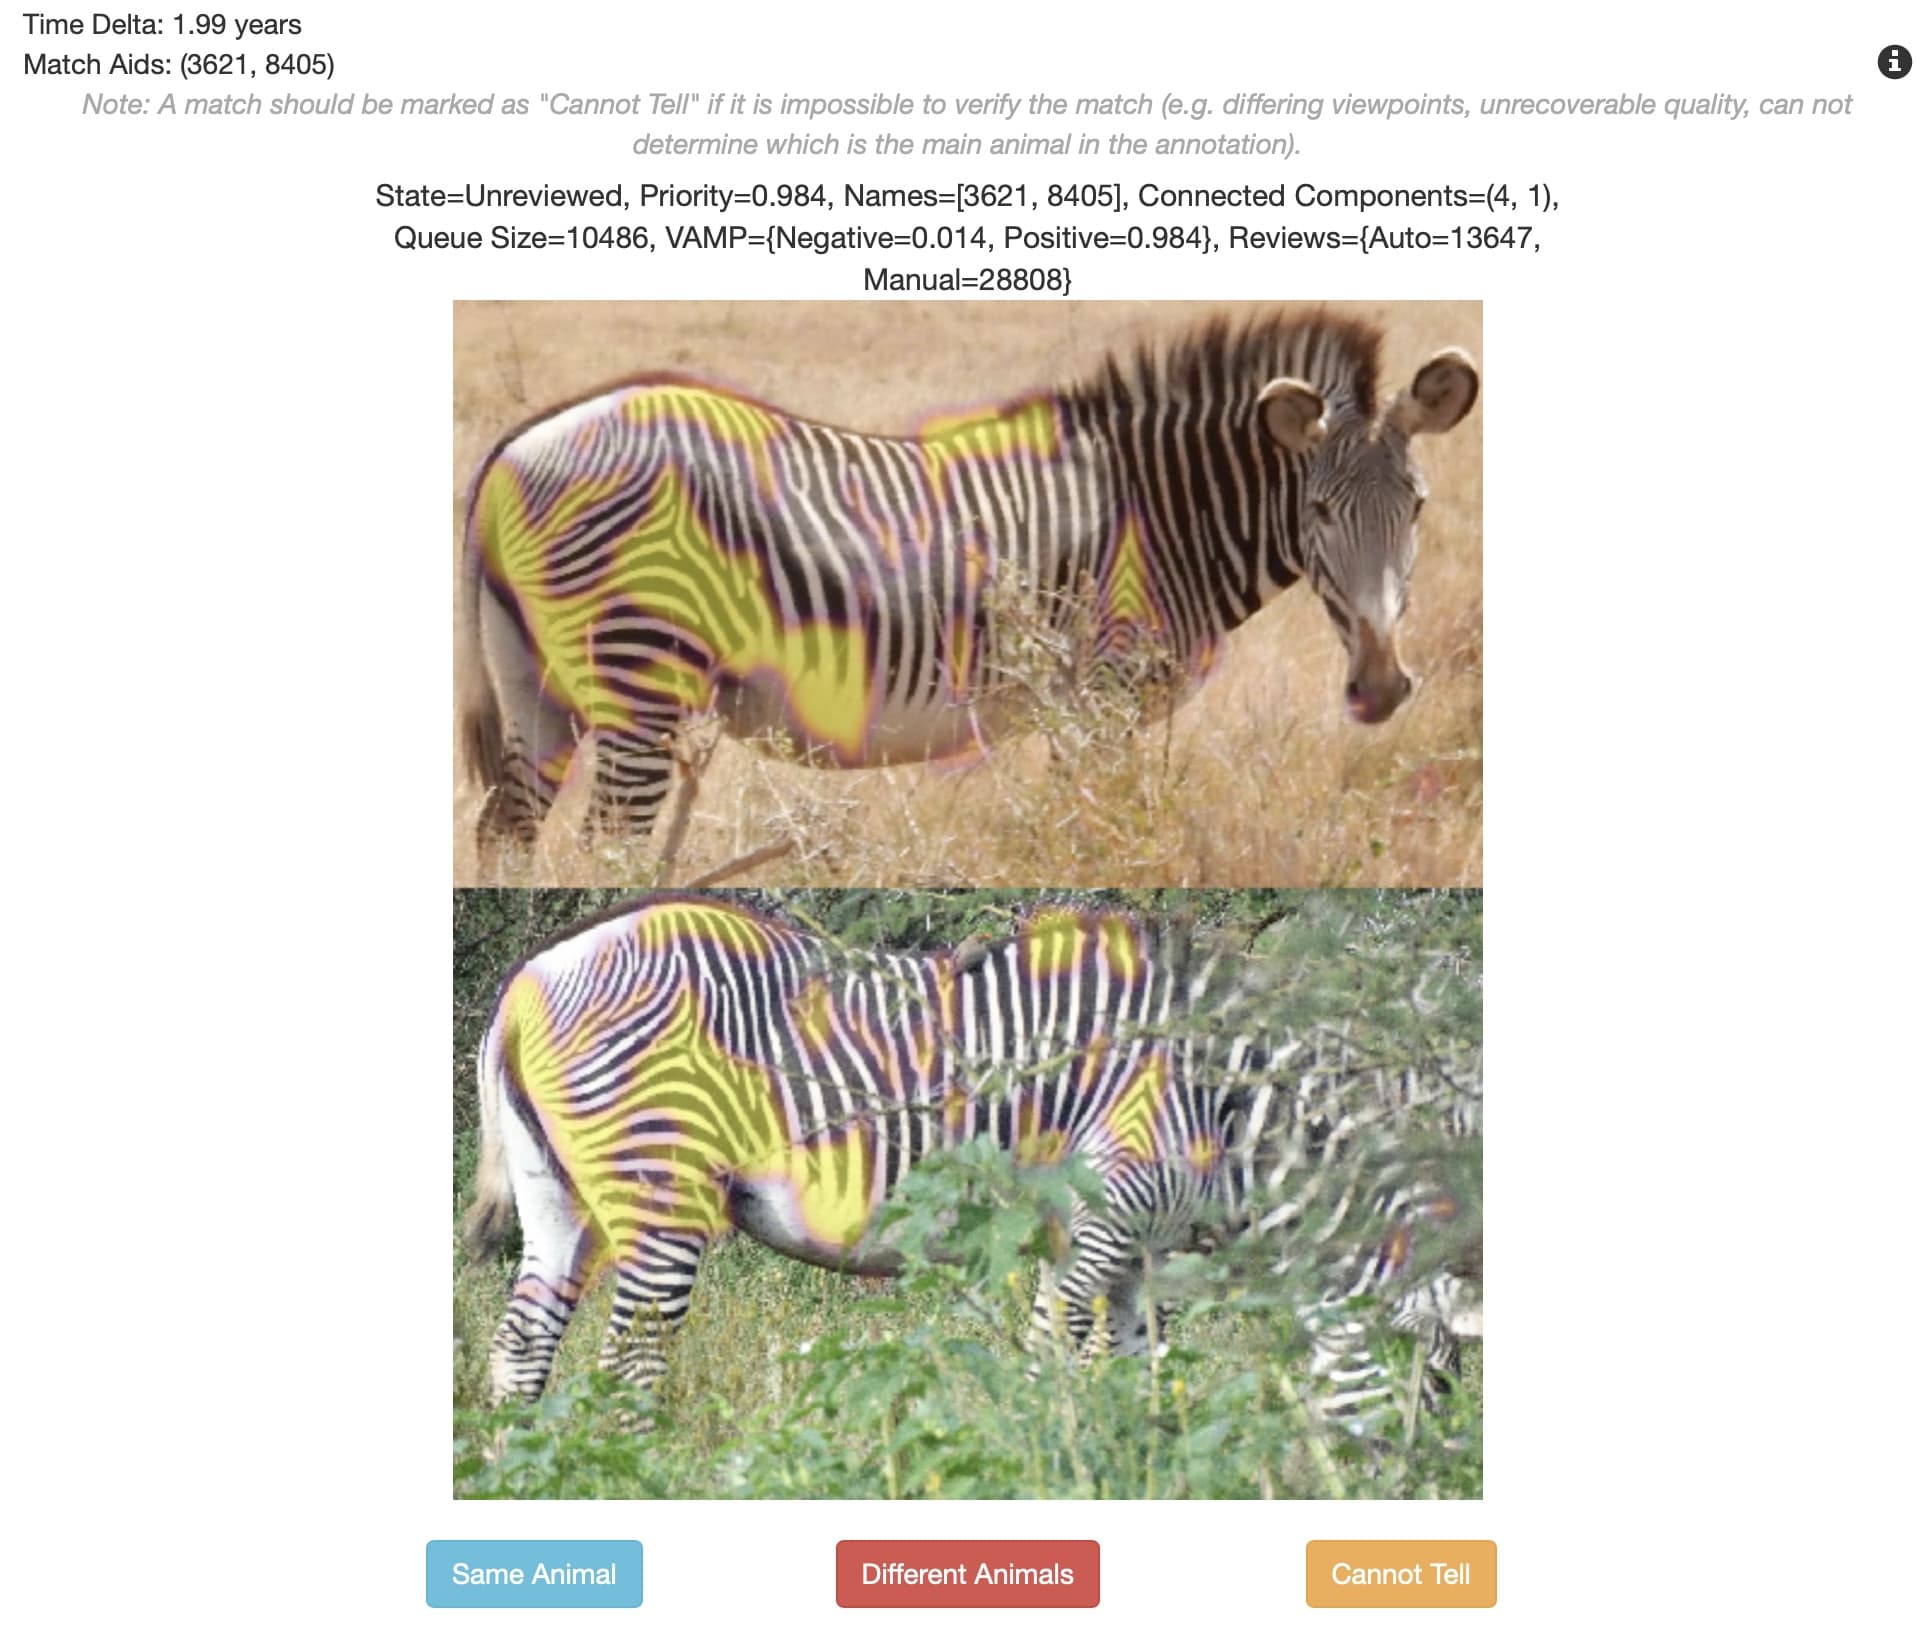 Time Delta: 1.99 years
Match Aids: (3621, 8405)
Note: A match should be marked as "Cannot Tell" if it is impossible to verify the match (e.g. differing viewpoints, unrecoverable quality, can not
determine which is the main animal in the annotation).
State=Unreviewed, Priority=0.984, Names=[3621, 8405], Connected Components=(4, 1),
Queue Size=10486, VAMP={Negative=0.014, Positive=0.984}, Reviews={Auto=13647,
Manual=28808}
Same Animal
Different Animals
Cannot Tell